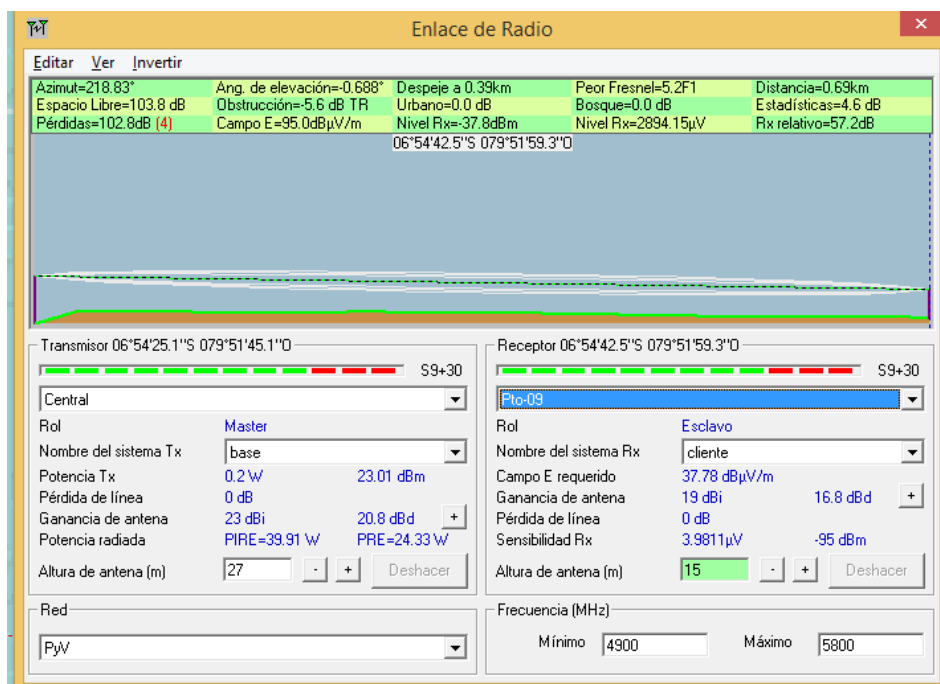 Enlace de Radio
Editar Ver Invertir
Azimut=218.83° Ang. de elevación=-0.688° Despeje a 0.39km Peor Fresnel=5.2F1 Distancia=0.69km
Espacio Libre=103.8 dB Obstrucción=-5.6 dB TR Urbano=0.0 dB Bosque=0.0 dB Estadísticas=4.6 dB
Pérdidas=102.8dB (4) Campo E=95.0dBµV/m Nivel Rx=-37.8dBm Nivel Rx=2894.15µV Rx relativo=57.2dB
06°54'42.5''S 079°51'59.3''O
Transmisor 06°54'25.1''S 079°51'45.1''O
S9+30
Central
Rol Master
Nombre del sistema Tx base
Potencia Tx 0.2 W 23.01 dBm
Pérdida de línea 0 dB
Ganancia de antena 23 dBi 20.8 dBd +
Potencia radiada PIRE=39.91 W PRE=24.33 W
Altura de antena (m) 27 - + Deshacer
Red
PyV
Receptor 06°54'42.5''S 079°51'59.3''O
S9+30
Pto-09
Rol Esclavo
Nombre del sistema Rx cliente
Campo E requerido 37.78 dBµV/m
Ganancia de antena 19 dBi 16.8 dBd +
Pérdida de línea 0 dB
Sensibilidad Rx 3.9811µV -95 dBm
Altura de antena (m) 15 - + Deshacer
Frecuencia (MHz)
Mínimo 4900 Máximo 5800